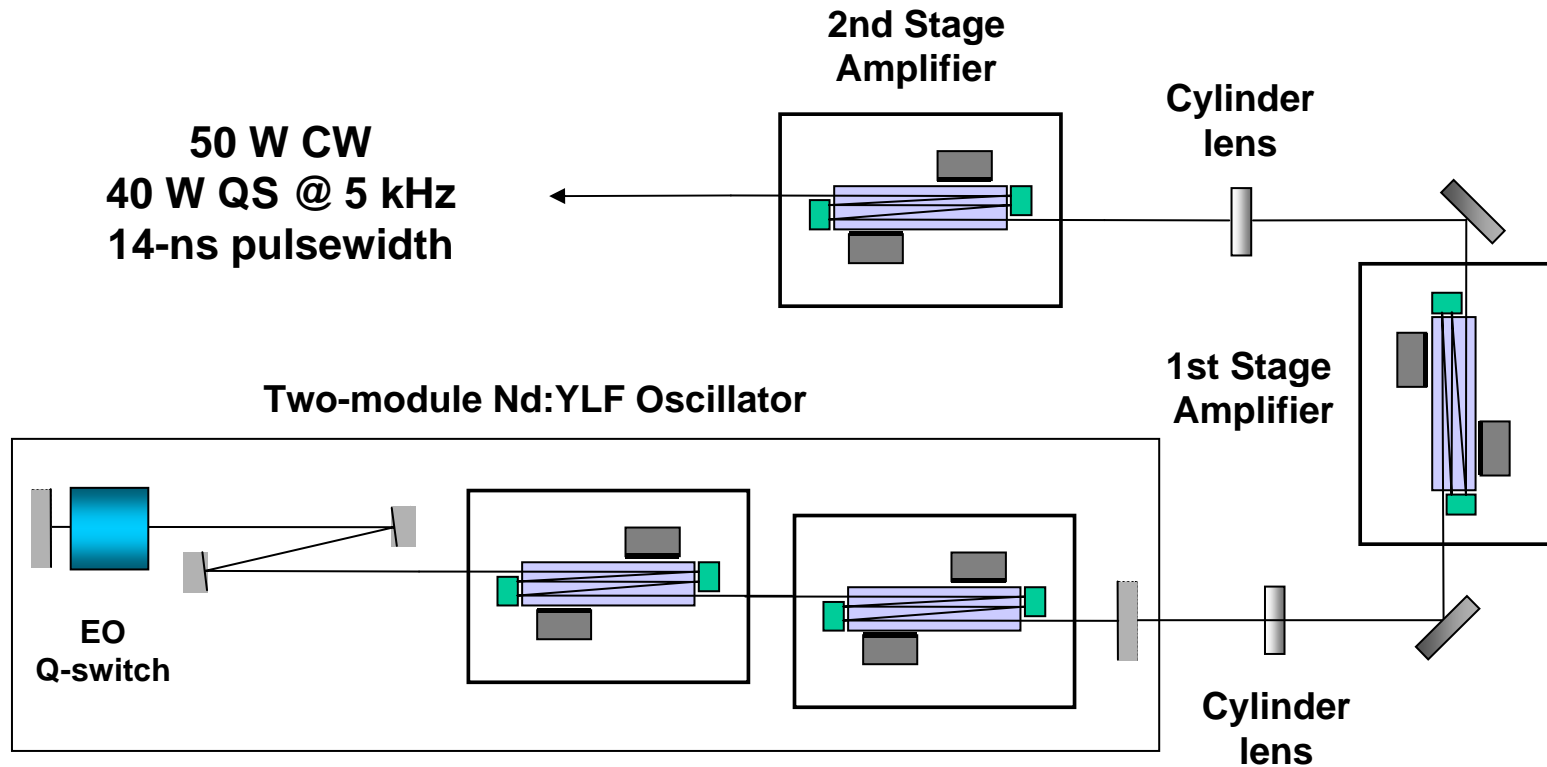 2nd Stage
Amplifier
Cylinder
lens
50 W CW
40 W QS @ 5 kHz
14-ns pulsewidth
1st Stage
Amplifier
Two-module Nd:YLF Oscillator
EO
Q-switch
Cylinder
lens